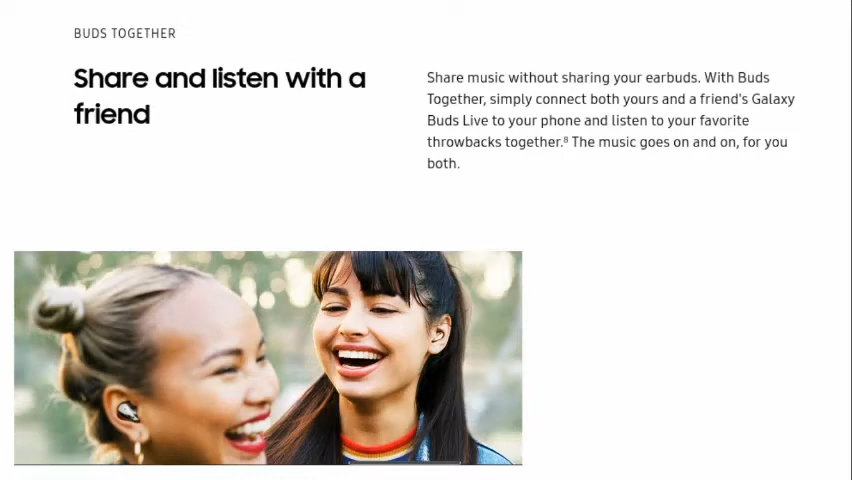 BUDS TOGETHER
Share and listen with a
friend
Share music without sharing your earbuds. With Buds
Together, simply connect both yours and a friend's Galaxy
Buds Live to your phone and listen to your favorite
throwbacks together.⁸ The music goes on and on, for you
both.